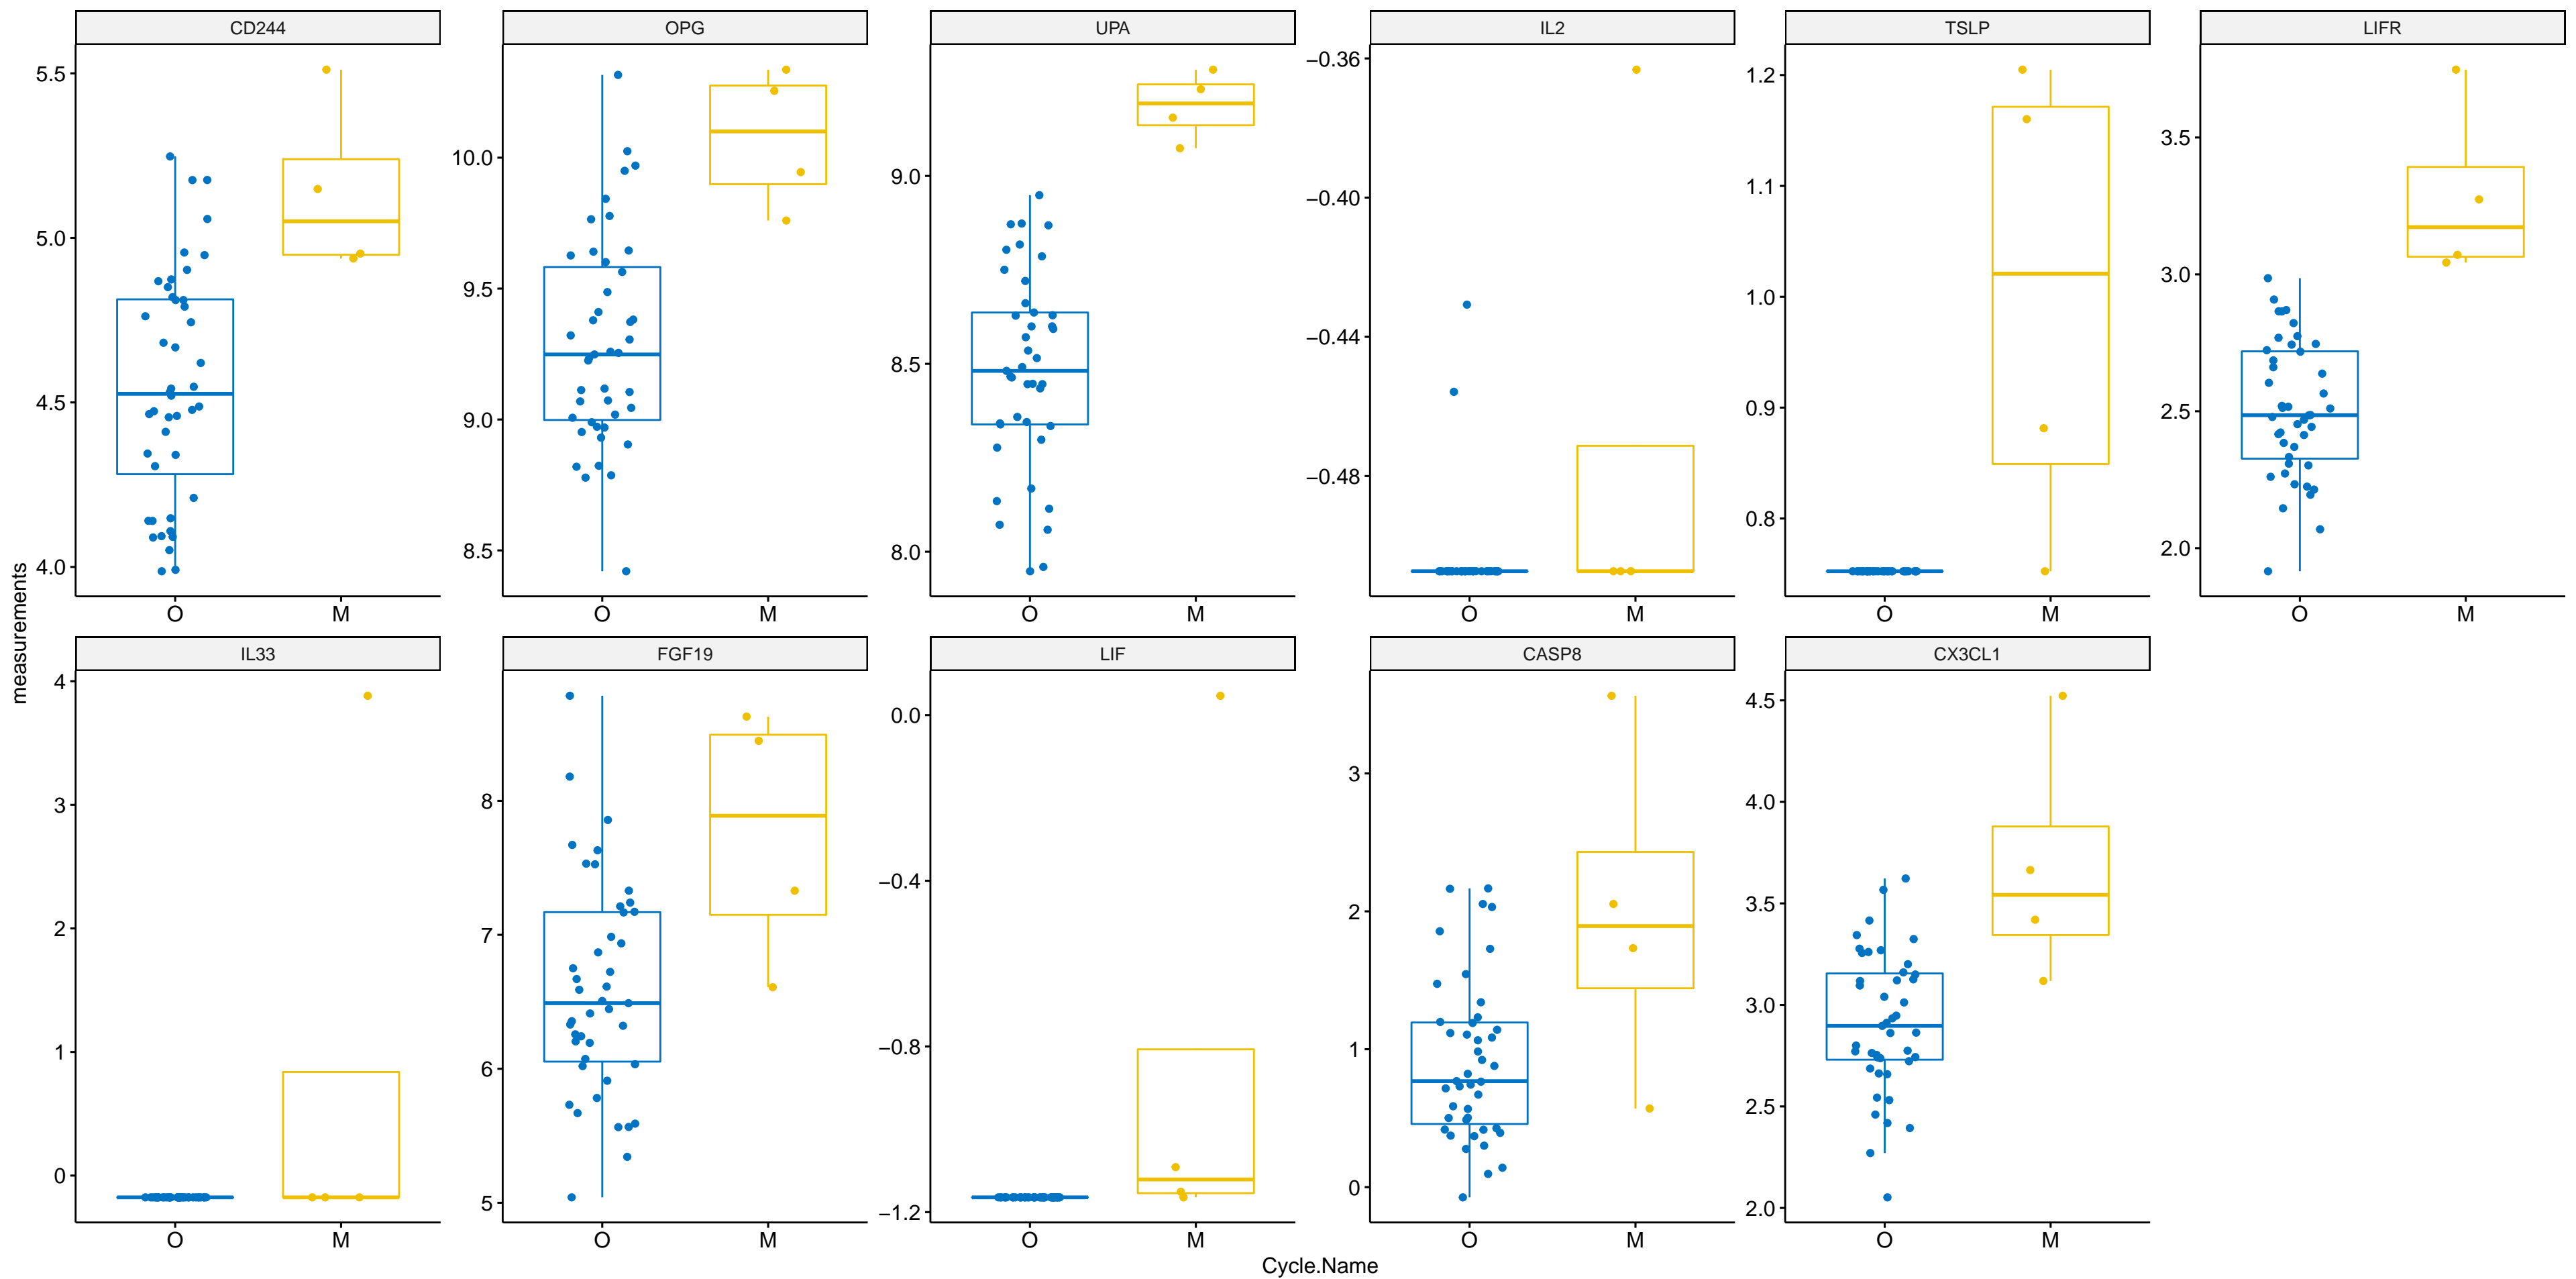 CD244
OPG
UPA
IL2
TSLP
LIFR
5.5
5.0
4.5
4.0
10.0
9.5
9.0
8.5
9.0
8.5
8.0
−0.36
−0.40
−0.44
−0.48
1.2
1.1
1.0
0.9
0.8
3.5
3.0
2.5
2.0
O M
O M
O M
O M
O M
O M
measurements
IL33
FGF19
LIF
CASP8
CX3CL1
4
3
2
1
0
8
7
6
5
0.0
−0.4
−0.8
−1.2
3
2
1
0
4.5
4.0
3.5
3.0
2.5
2.0
O M
O M
O M
O M
O M
Cycle.Name